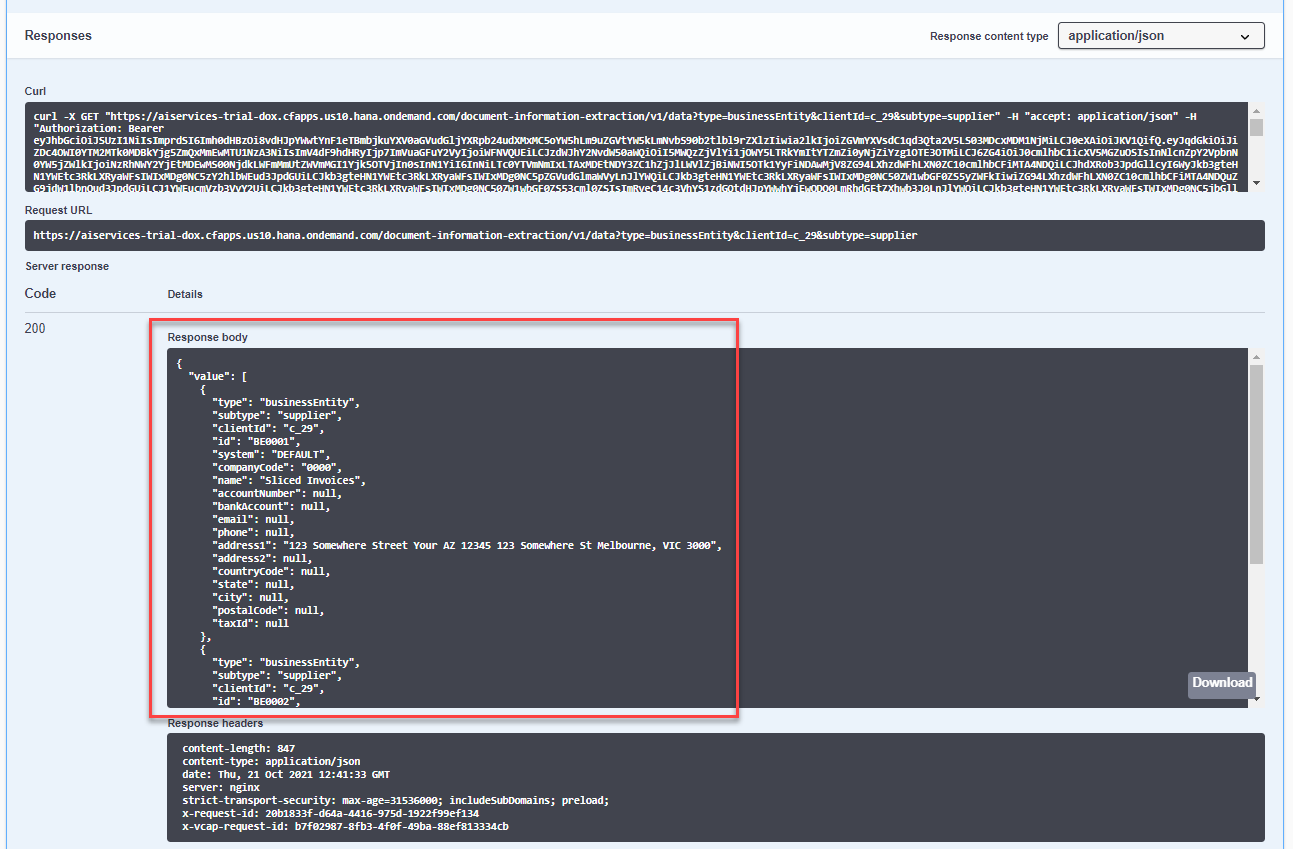 Responses
Response content type
application/json
Curl
curl -X GET "https://aiservices-trial-dox.cfapps.us10.hana.ondemand.com/document-information-extraction/v1/data?type=businessEntity&clientId=c_29&subtype=supplier" -H "accept: application/json" -H
"Authorization: Bearer
Request URL
https://aiservices-trial-dox.cfapps.us10.hana.ondemand.com/document-information-extraction/v1/data?type=businessEntity&clientId=c_29&subtype=supplier
Server response
Code
Details
200
Response body
{
"value": [
{
"type": "businessEntity",
"subtype": "supplier",
"clientId": "c_29",
"id": "BE0001",
"system": "DEFAULT",
"companyCode": "0000",
"name": "Sliced Invoices",
"accountNumber": null,
"bankAccount": null,
"email": null,
"phone": null,
"address1": "123 Somewhere Street Your AZ 12345 123 Somewhere St Melbourne, VIC 3000",
"address2": null,
"countryCode": null,
"state": null,
"city": null,
"postalCode": null,
"taxId": null
},
{
"type": "businessEntity",
"subtype": "supplier",
"clientId": "c_29",
"id": "BE0002",
Download
Response headers
content-length: 847
content-type: application/json
date: Thu, 21 Oct 2021 12:41:33 GMT
server: nginx
strict-transport-security: max-age=31536000; includeSubDomains; preload;
x-request-id: 20b1833f-d64a-4416-975d-1922f99ef134
x-vcap-request-id: b7f02987-8fb3-4f0f-49ba-88ef813334cb